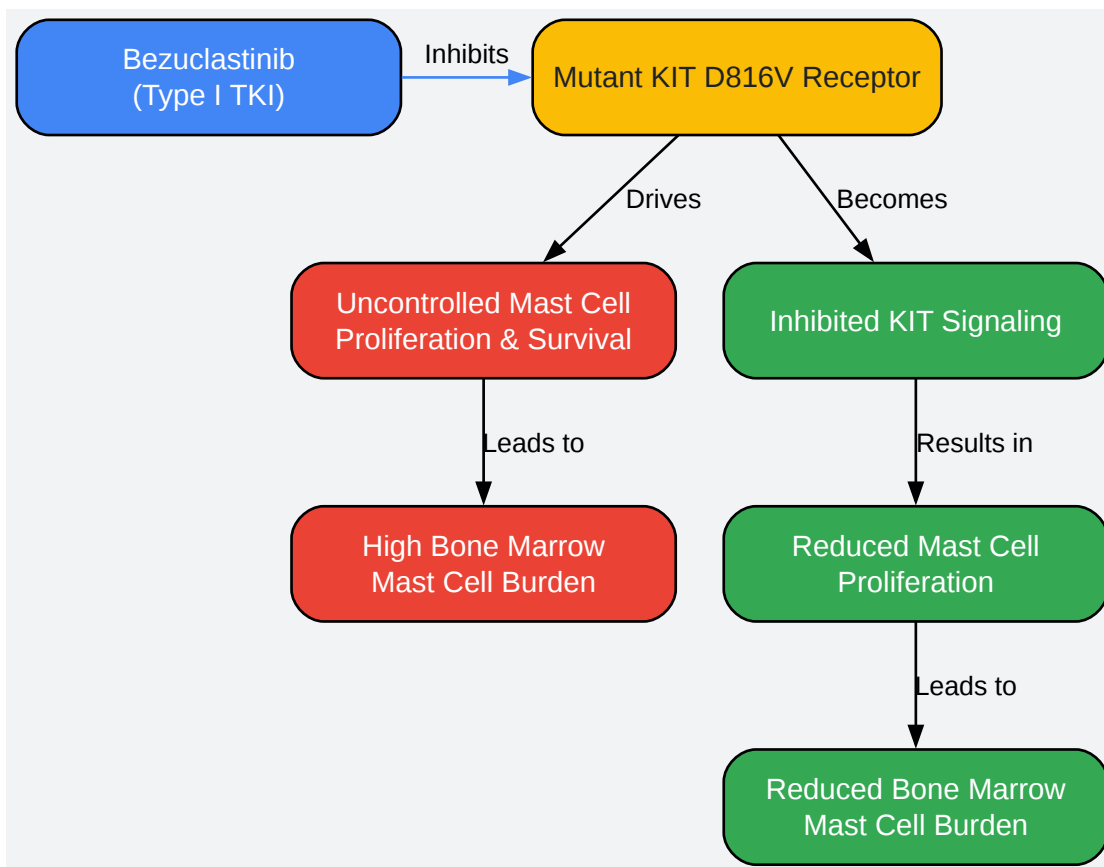 Bezuclastinib
(Type I TKI)
Inhibits
Mutant KIT D816V Receptor
Drives
Becomes
Uncontrolled Mast Cell
Proliferation & Survival
Inhibited KIT Signaling
Leads to
Results in
High Bone Marrow
Mast Cell Burden
Reduced Mast Cell
Proliferation
Leads to
Reduced Bone Marrow
Mast Cell Burden